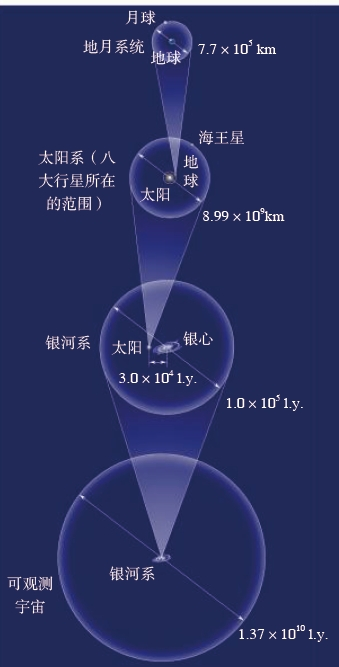 月球
地月系统
地球
7.7 × 10⁵ km
海王星
太阳系（八
大行星所在
的范围）
地
球
太阳
8.99 × 10⁹km
银河系
太阳
银心
3.0 × 10⁴ l.y.
1.0 × 10⁵ l.y.
银河系
可观测
宇宙
1.37 × 10¹⁰ l.y.